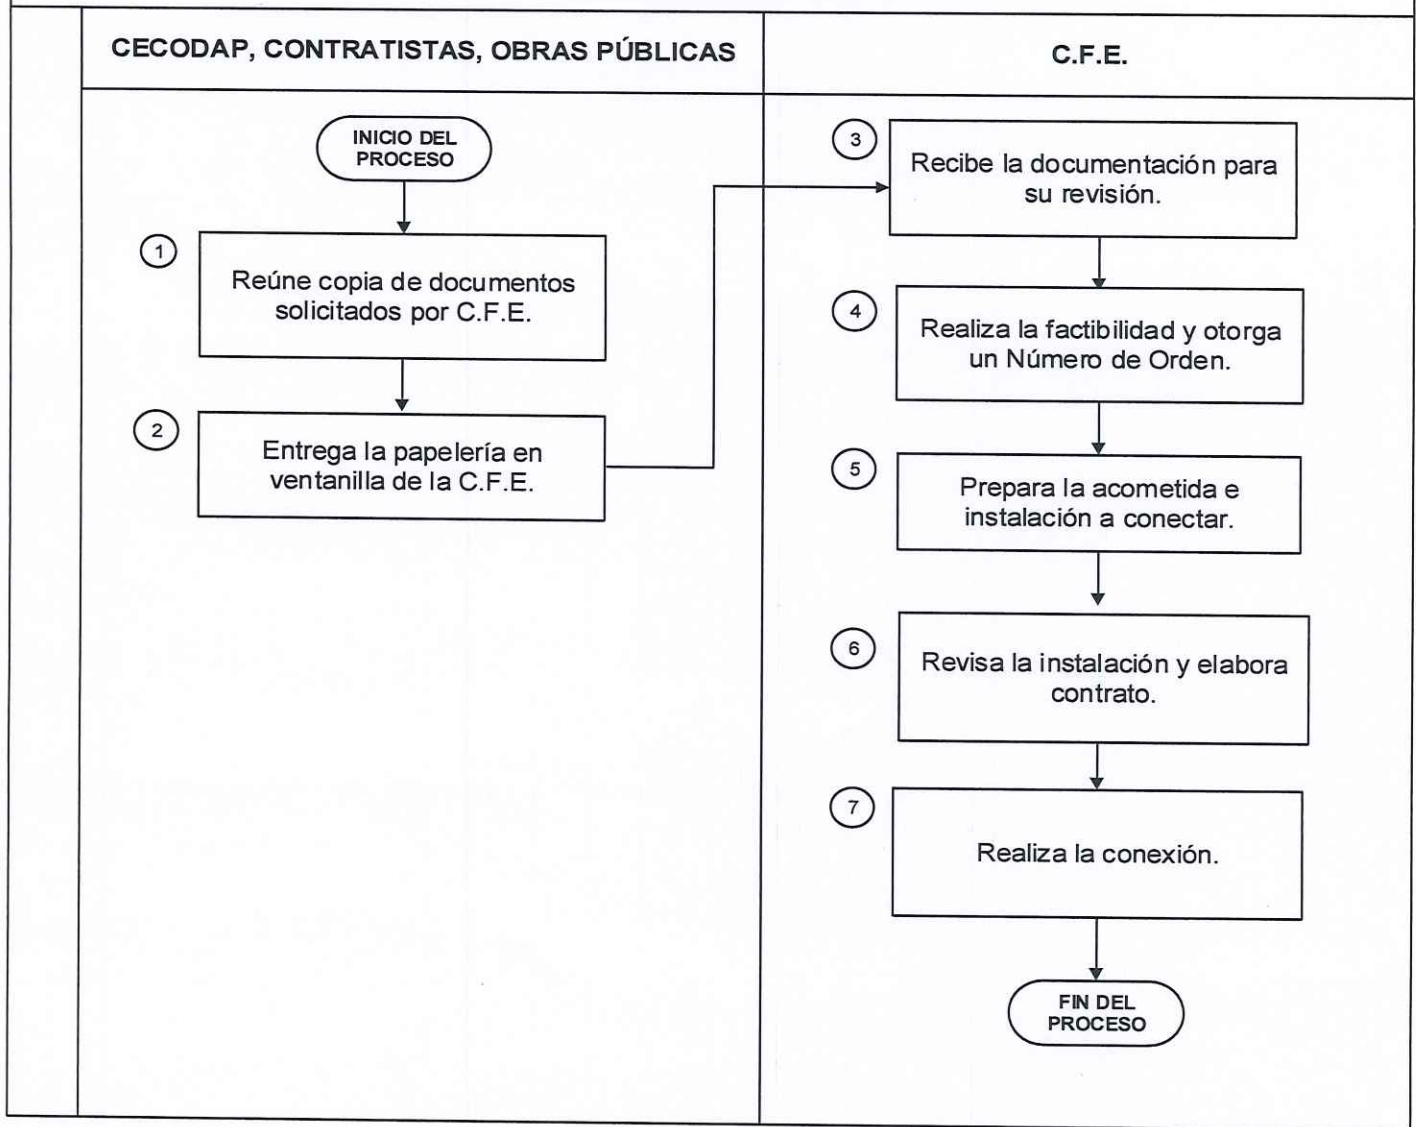 CECODAP, CONTRATISTAS, OBRAS PÚBLICAS
C.F.E.
INICIO DEL
PROCESO
1
Reúne copia de documentos
solicitados por C.F.E.
2
Entrega la papelería en
ventanilla de la C.F.E.
3
Recibe la documentación para
su revisión.
4
Realiza la factibilidad y otorga
un Número de Orden.
5
Prepara la acometida e
instalación a conectar.
6
Revisa la instalación y elabora
contrato.
7
Realiza la conexión.
FIN DEL
PROCESO